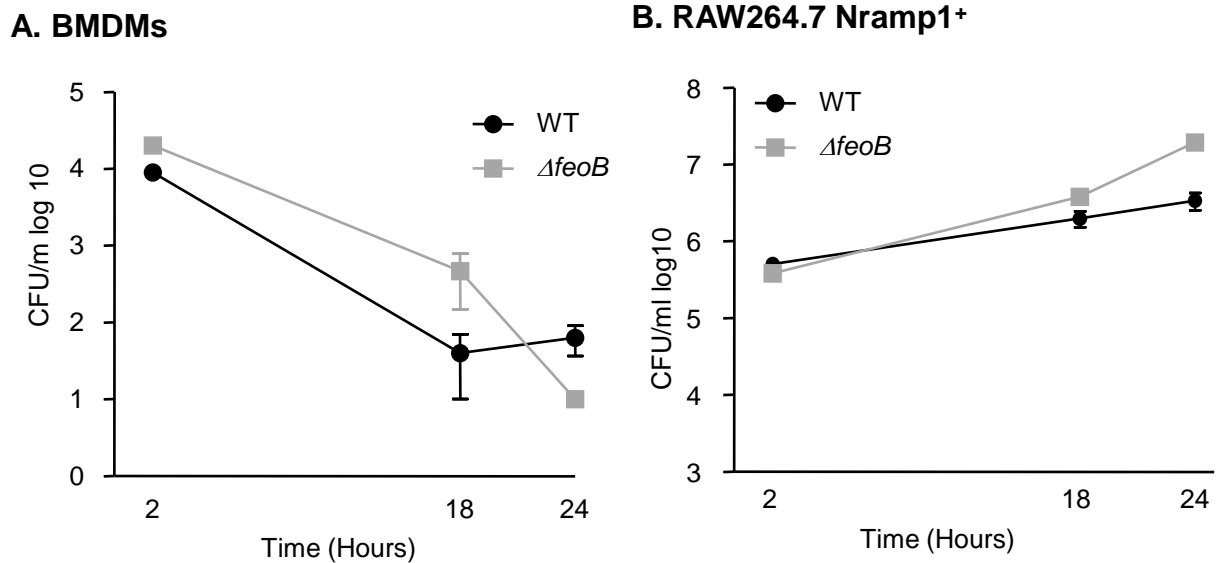 A. BMDMs
5
4
3
2
1
0
CFU/m log 10
WT
ΔfeoB
2
18
24
Time (Hours)
B. RAW264.7 Nramp1+
8
7
6
5
4
3
CFU/ml log10
WT
ΔfeoB
2
18
24
Time (Hours)